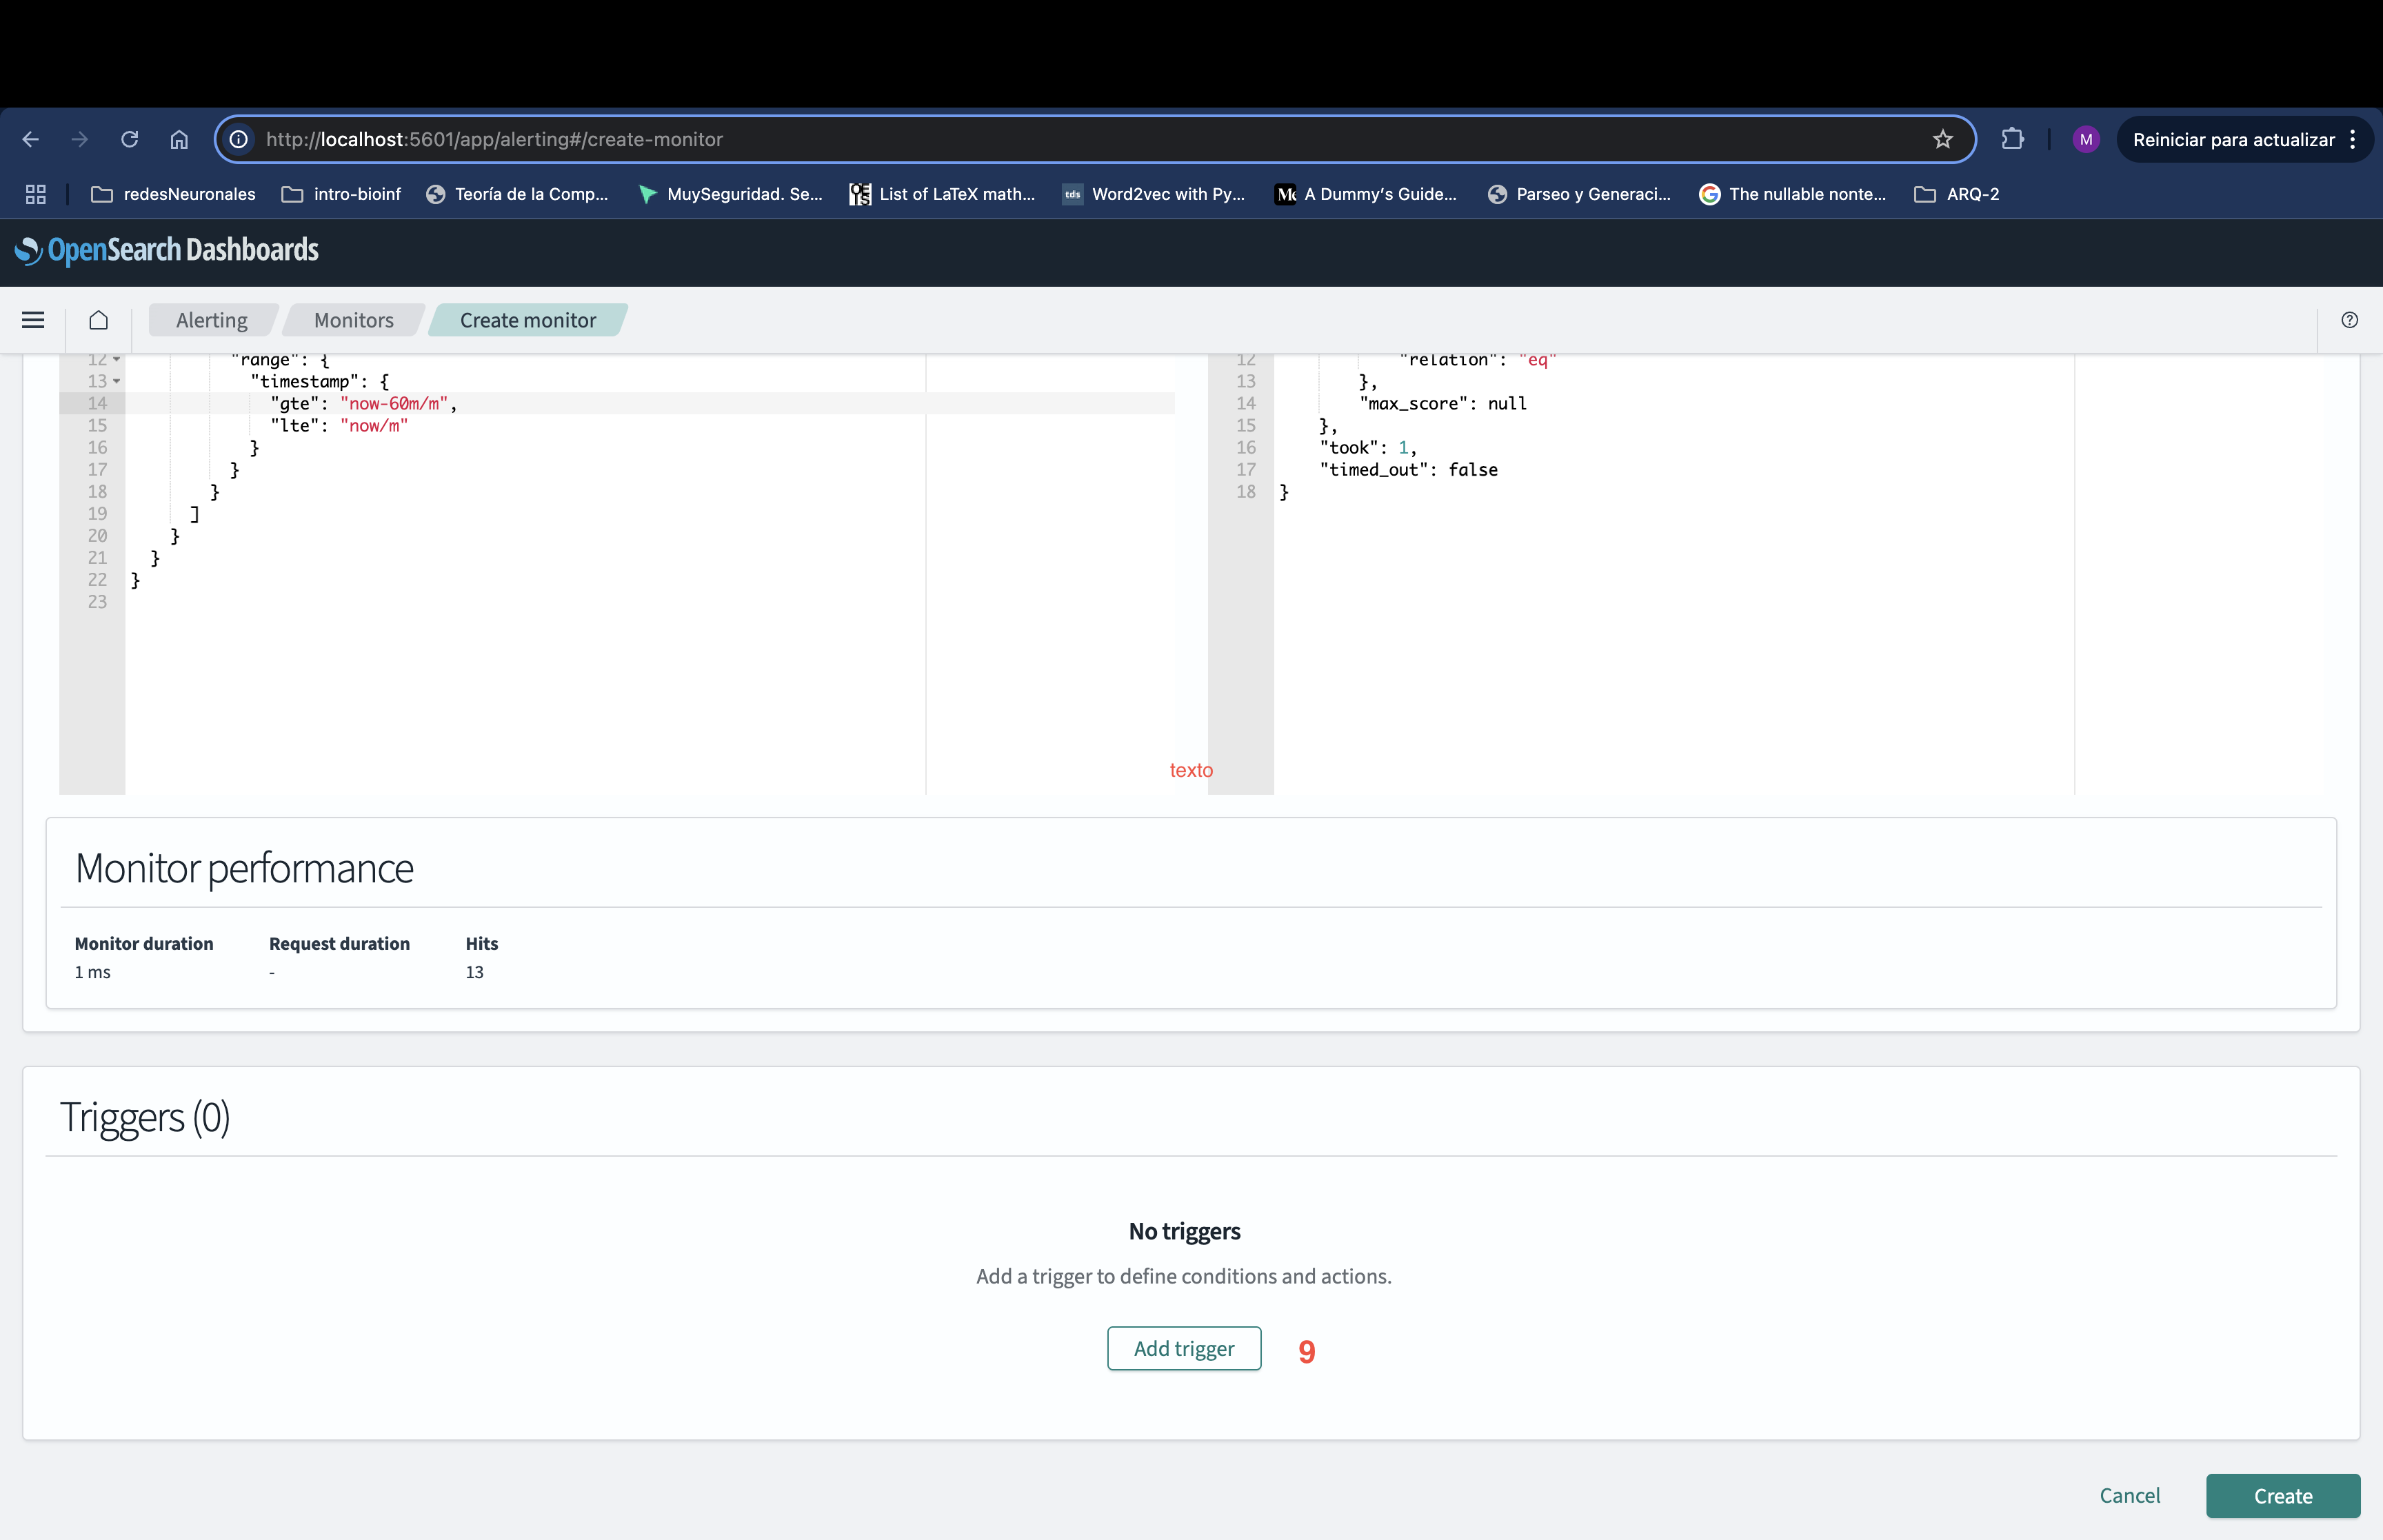 http://localhost:5601/app/alerting#/create-monitor
M
Reiniciar para actualizar
redesNeuronales
intro-bioinf
Teoría de la Comp...
MuySeguridad. Se...
List of LaTeX math...
tds
Word2vec with Py...
A Dummy's Guide...
Parseo y Generaci...
The nullable nonte...
ARQ-2
OpenSearch Dashboards
Alerting
Monitors
Create monitor
12 "range": {
13 "timestamp": {
14 "gte": "now-60m/m",
15 "lte": "now/m"
16 }
17 }
18 }
19 ]
20 }
21 }
22 }
23
12 "relation": "eq"
13 },
14 "max_score": null
15 },
16 "took": 1,
17 "timed_out": false
18 }
texto
Monitor performance
Monitor duration
1 ms
Request duration
-
Hits
13
Triggers (0)
No triggers
Add a trigger to define conditions and actions.
Add trigger
9
Cancel
Create